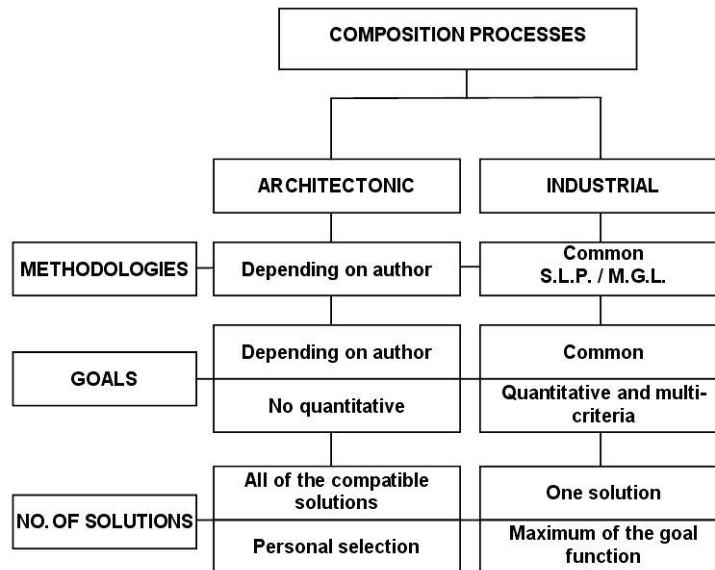 COMPOSITION PROCESSES
ARCHITECTONIC
INDUSTRIAL
METHODOLOGIES
Depending on author
Common
S.L.P. / M.G.L.
GOALS
Depending on author
Common
No quantitative
Quantitative and multi-
criteria
NO. OF SOLUTIONS
All of the compatible
solutions
One solution
Personal selection
Maximum of the goal
function